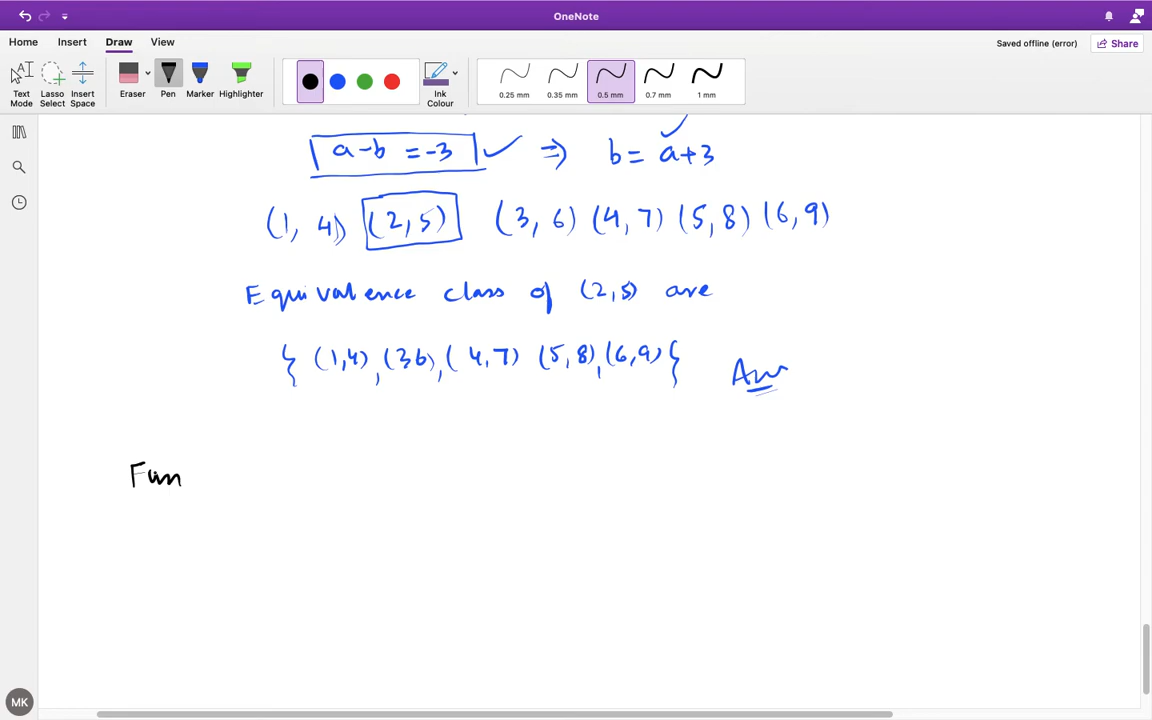 OneNote
Home Insert Draw View
Saved offline (error) Share
Text Mode Lasso Select Insert Space Eraser Pen Marker Highlighter Ink Colour 0.25 mm 0.35 mm 0.5 mm 0.7 mm 1 mm
a-b = -3 ✓ ⇒ b = a+3
(1, 4) (2,5) (3, 6) (4, 7) (5, 8) (6, 9)
Equivalence class of (2,5) are
{ (1,4), (3 6), (4,7) (5,8), (6,9) } Ans
Fun
MK